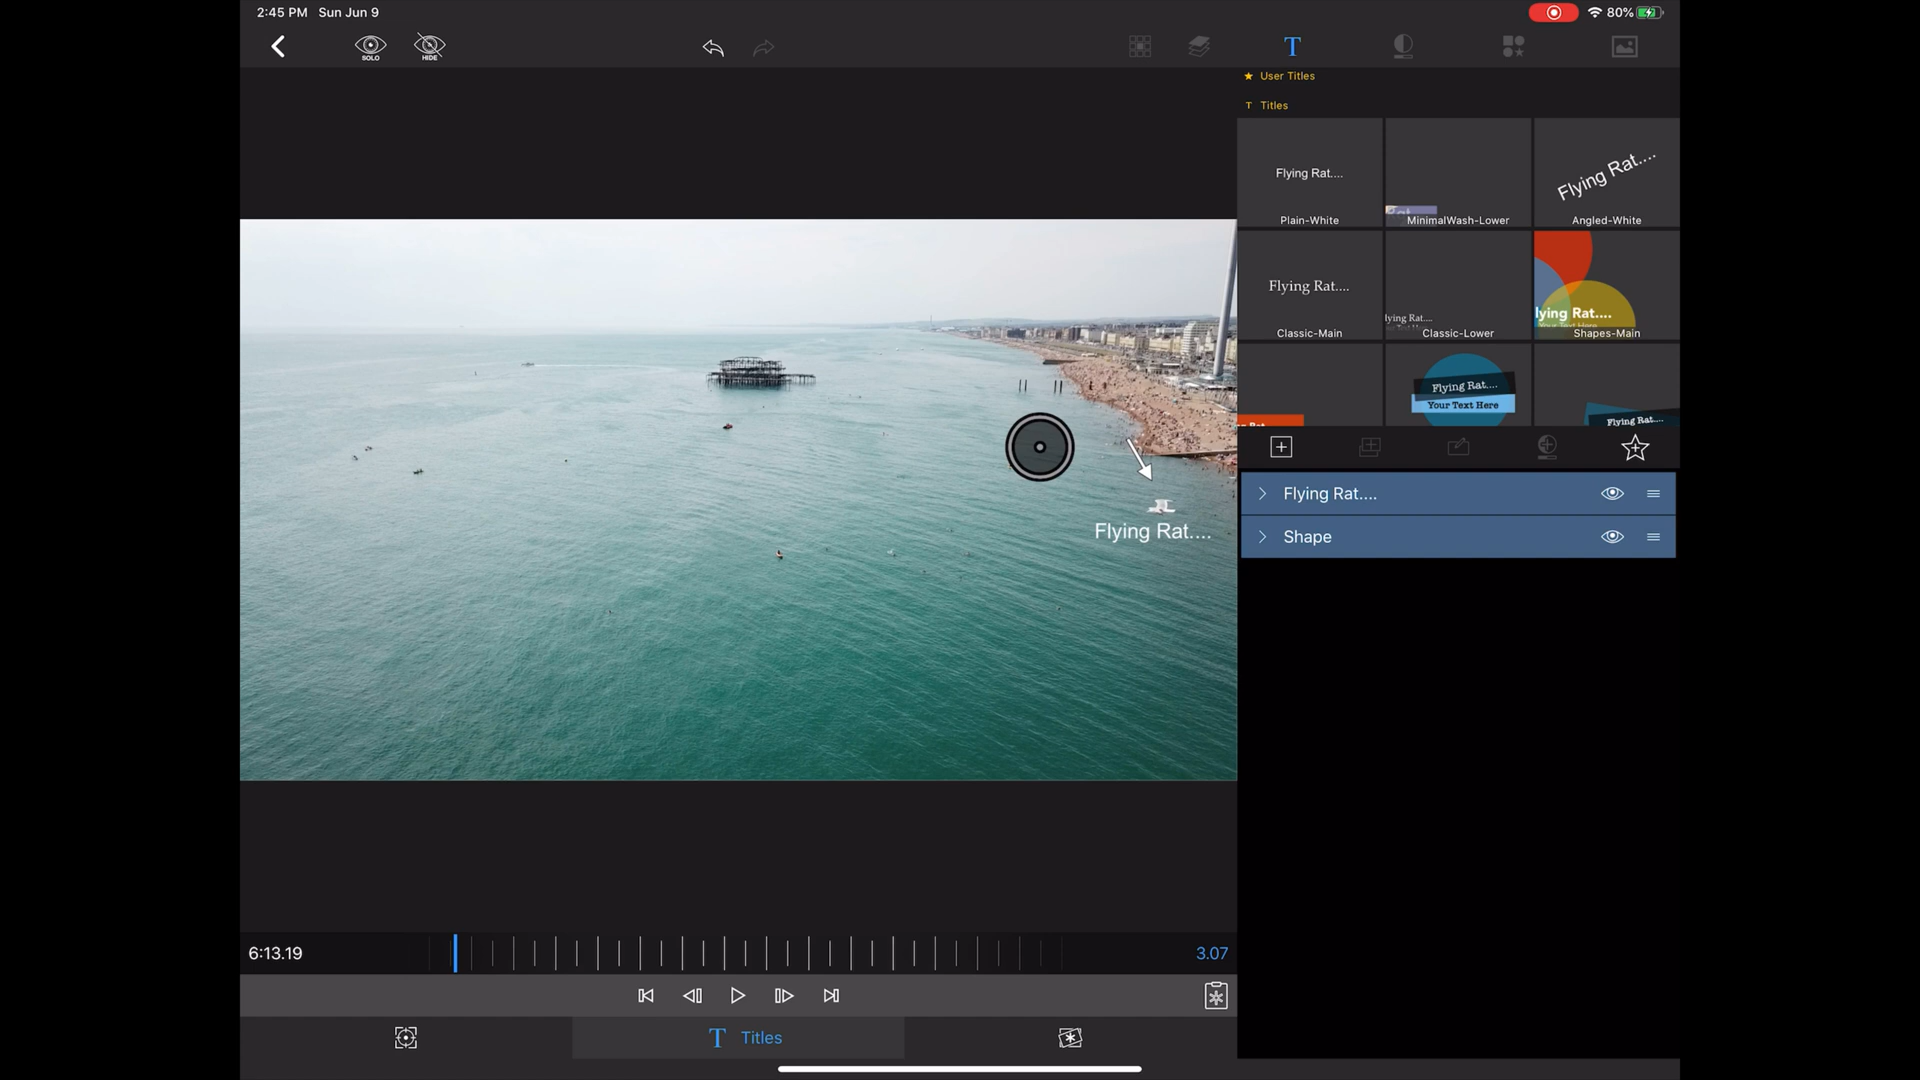 2:45 PM Sun Jun 9
80%
SOLO
HIDE
T
User Titles
T Titles
Flying Rat....
Plain-White
MinimalWash-Lower
Flying Rat....
Angled-White
Flying Rat....
Classic-Main
lying Rat....
Classic-Lower
lying Rat....
Shapes-Main
Flying Rat....
Your Text Here
Flying Rat....
Flying Rat....
Flying Rat....
Shape
6:13.19
3.07
T Titles